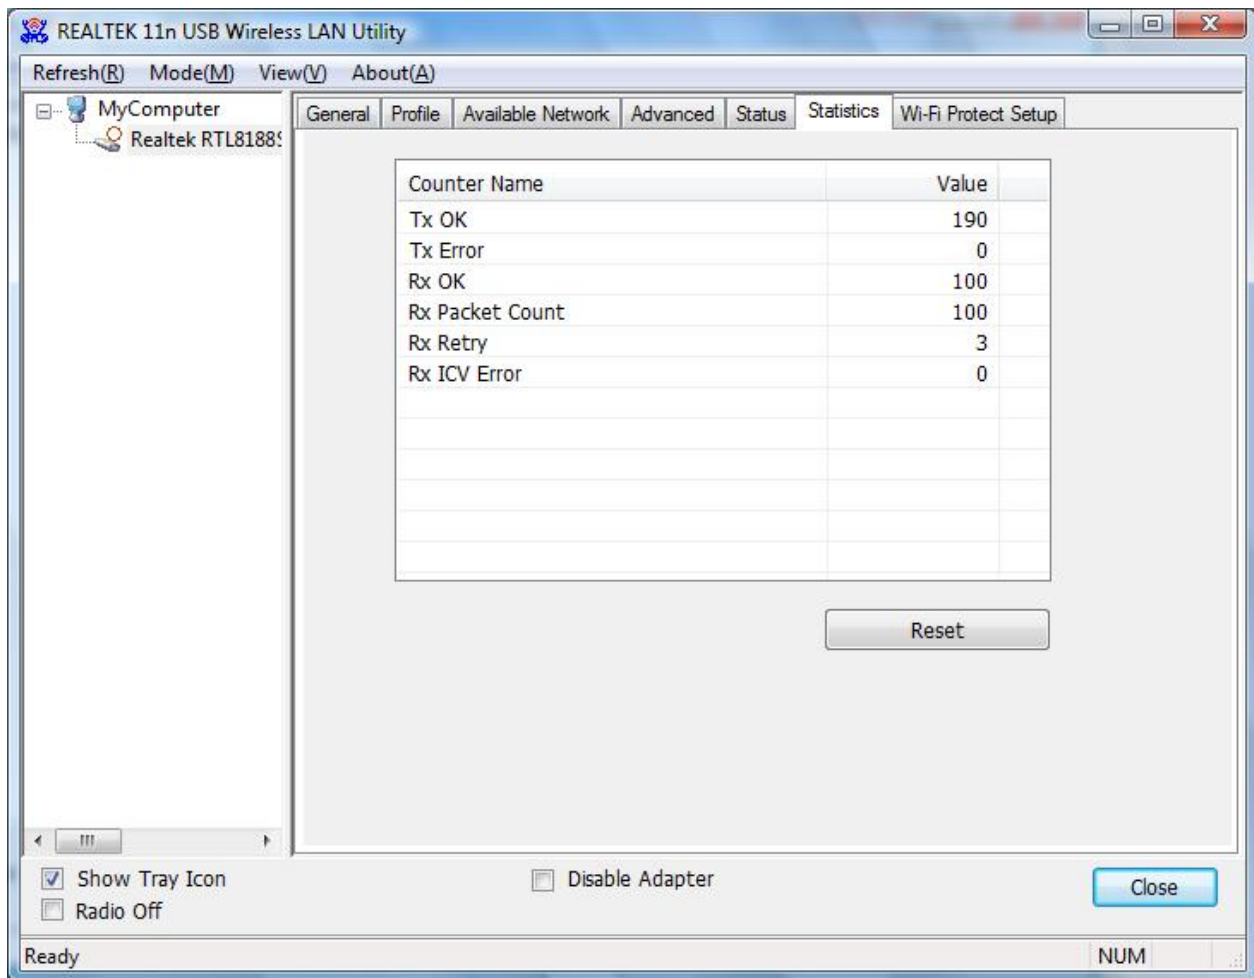 REALTEK 11n USB Wireless LAN Utility
Refresh(R) Mode(M) View(V) About(A)
MyComputer
Realtek RTL8188S
General Profile Available Network Advanced Status Statistics Wi-Fi Protect Setup
Counter Name Value
Tx OK 190
Tx Error 0
Rx OK 100
Rx Packet Count 100
Rx Retry 3
Rx ICV Error 0
Reset
Show Tray Icon
Disable Adapter
Radio Off
Close
Ready NUM